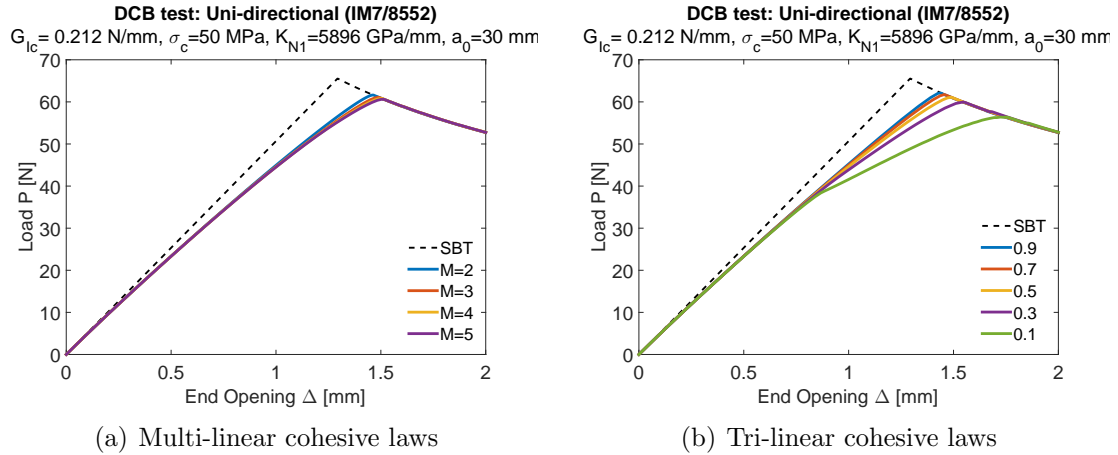 DCB test: Uni-directional (IM7/8552)
G_Ic= 0.212 N/mm, σ_c=50 MPa, K_N1=5896 GPa/mm, a_0=30 mm
70
60
50
40
30
20
10
0
Load P [N]
SBT
M=2
M=3
M=4
M=5
0 0.5 1 1.5 2
End Opening Δ [mm]
(a) Multi-linear cohesive laws
DCB test: Uni-directional (IM7/8552)
G_Ic= 0.212 N/mm, σ_c=50 MPa, K_N1=5896 GPa/mm, a_0=30 mm
70
60
50
40
30
20
10
0
Load P [N]
SBT
0.9
0.7
0.5
0.3
0.1
0 0.5 1 1.5 2
End Opening Δ [mm]
(b) Tri-linear cohesive laws